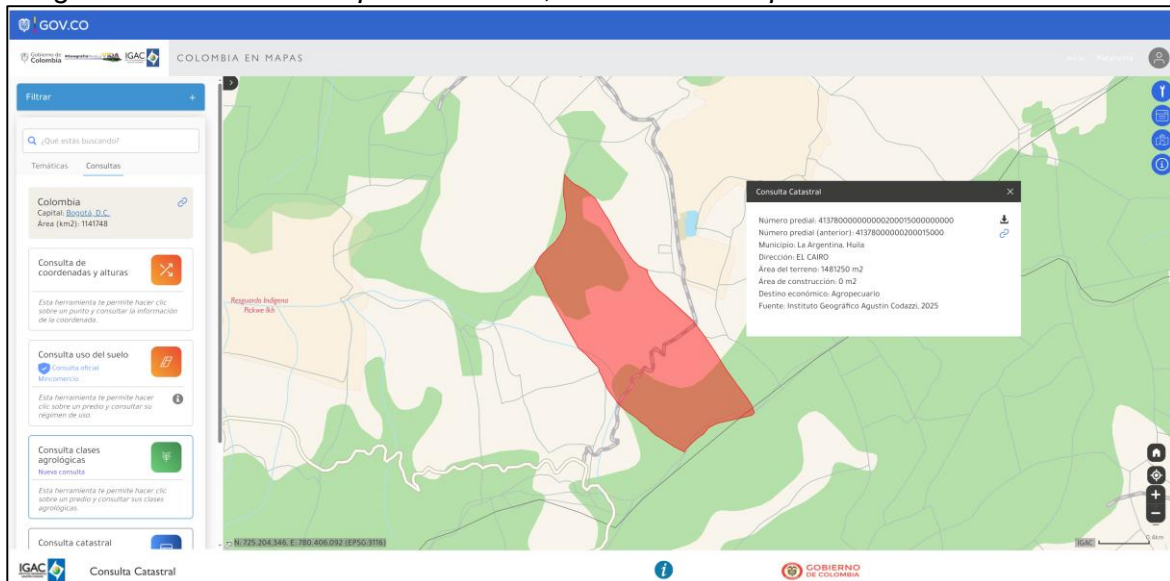 GOV.CO
Gobierno de
Colombia
IGAC
COLOMBIA EN MAPAS
Filtrar +
¿Qué estás buscando?
Temáticas Consultas
Colombia
Capital: Bogotá, D.C.
Área (km2): 1141748
Consulta de
coordenadas y alturas
Esta herramienta te permite hacer clic
sobre un punto y consultar la información
de la coordenada.
Consulta uso del suelo
Consulta oficial
Mincomercio
Esta herramienta te permite hacer
clic sobre un predio y consultar su
régimen de uso.
Consulta clases
agrológicas
Nueva consulta
Esta herramienta te permite hacer clic
sobre un predio y consultar sus clases
agrológicas.
Consulta catastral
Resguardo Indígena
Consulta Catastral
Número predial: 413780000000000200015000000000
Número predial (anterior): 41378000000200015000
Municipio: La Argentina, Huila
Dirección: EL CAIRO
Área del terreno: 1481250 m2
Área de construcción: 0 m2
Destino económico: Agropecuario
Fuente: Instituto Geográfico Agustín Codazzi, 2025
N: 725.204,346, E: 780.406,092 (EPSG:3116)
IGAC
0.4km
IGAC
Consulta Catastral
GOBIERNO
DE COLOMBIA